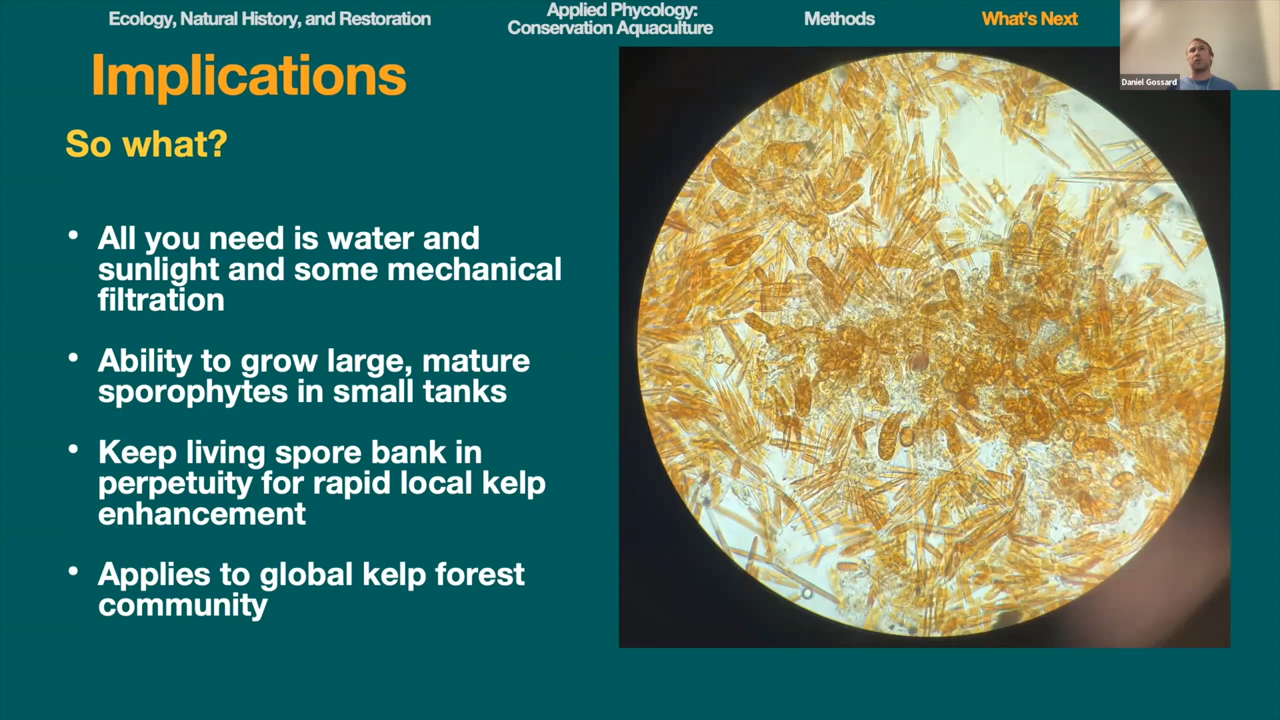 Ecology, Natural History, and Restoration
Applied Phycology:
Conservation Aquaculture
Methods
What's Next
Daniel Gossard
Implications
So what?
• All you need is water and
sunlight and some mechanical
filtration
• Ability to grow large, mature
sporophytes in small tanks
• Keep living spore bank in
perpetuity for rapid local kelp
enhancement
• Applies to global kelp forest
community